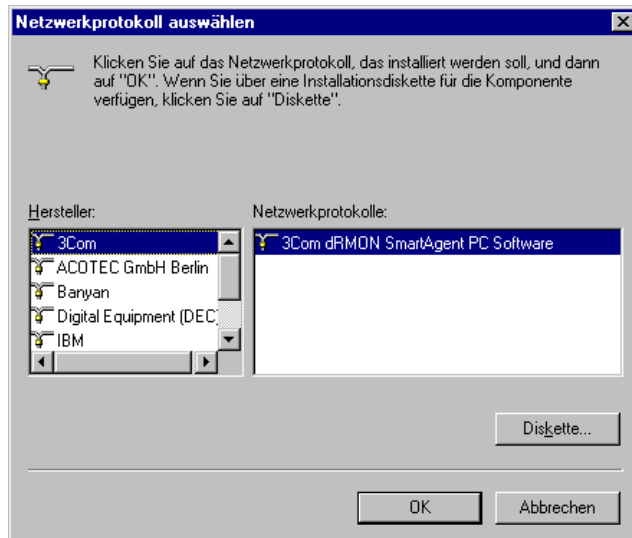 Netzwerkprotokoll auswählen
Klicken Sie auf das Netzwerkprotokoll, das installiert werden soll, und dann
auf "OK". Wenn Sie über eine Installationsdiskette für die Komponente
verfügen, klicken Sie auf "Diskette".
Hersteller:
3Com
ACOTEC GmbH Berlin
Banyan
Digital Equipment (DEC)
IBM
Netzwerkprotokolle:
3Com dRMON SmartAgent PC Software
Diskette...
OK
Abbrechen